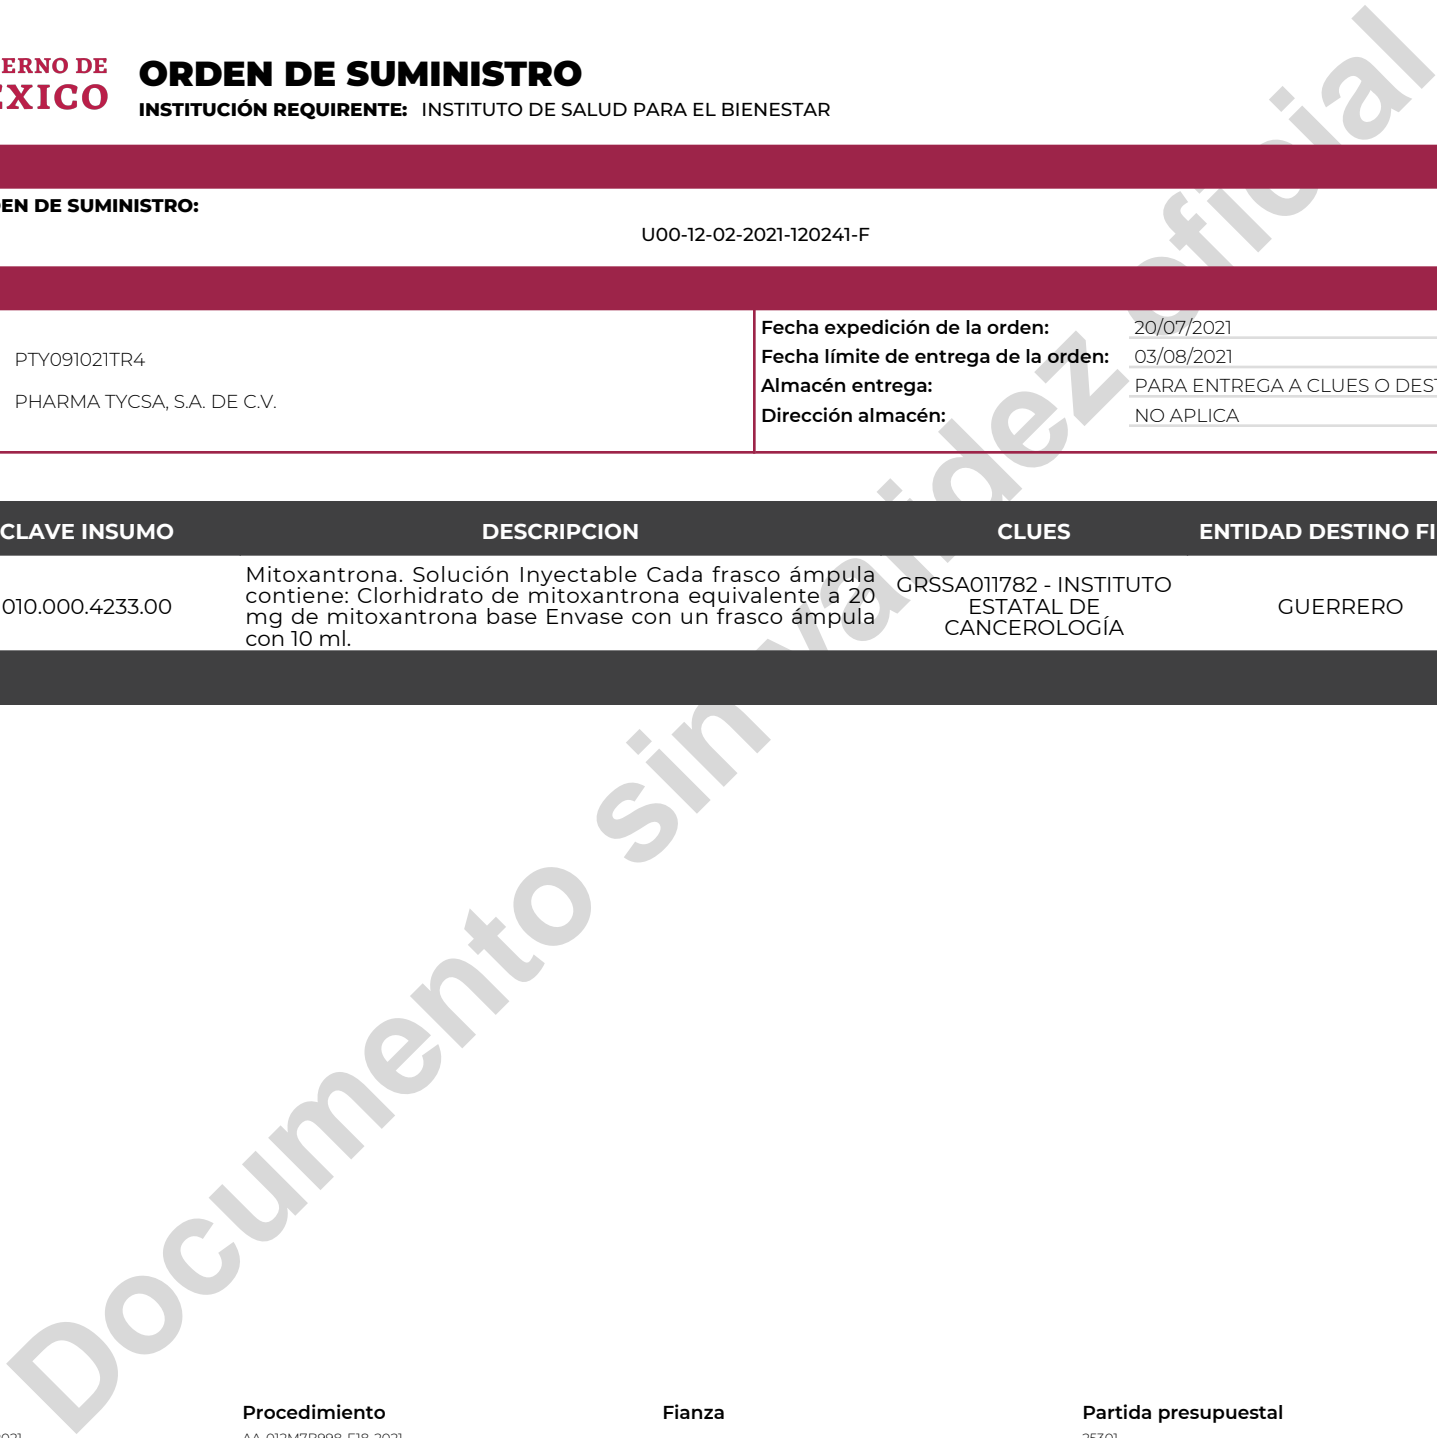 ERNO DE
EXICO
ORDEN DE SUMINISTRO
INSTITUCIÓN REQUIRENTE: INSTITUTO DE SALUD PARA EL BIENESTAR
EN DE SUMINISTRO:
U00-12-02-2021-120241-F
PTY091021TR4
PHARMA TYCSA, S.A. DE C.V.
Fecha expedición de la orden: 20/07/2021
Fecha límite de entrega de la orden: 03/08/2021
Almacén entrega: PARA ENTREGA A CLUES O DEST
Dirección almacén: NO APLICA
CLAVE INSUMO DESCRIPCION CLUES ENTIDAD DESTINO FI
010.000.4233.00
Mitoxantrona. Solución Inyectable Cada frasco ámpula
contiene: Clorhidrato de mitoxantrona equivalente a 20
mg de mitoxantrona base Envase con un frasco ámpula
con 10 ml.
GRSSA011782 - INSTITUTO
ESTATAL DE
CANCEROLOGÍA
GUERRERO
Documento sin validez oficial
Procedimiento Fianza Partida presupuestal